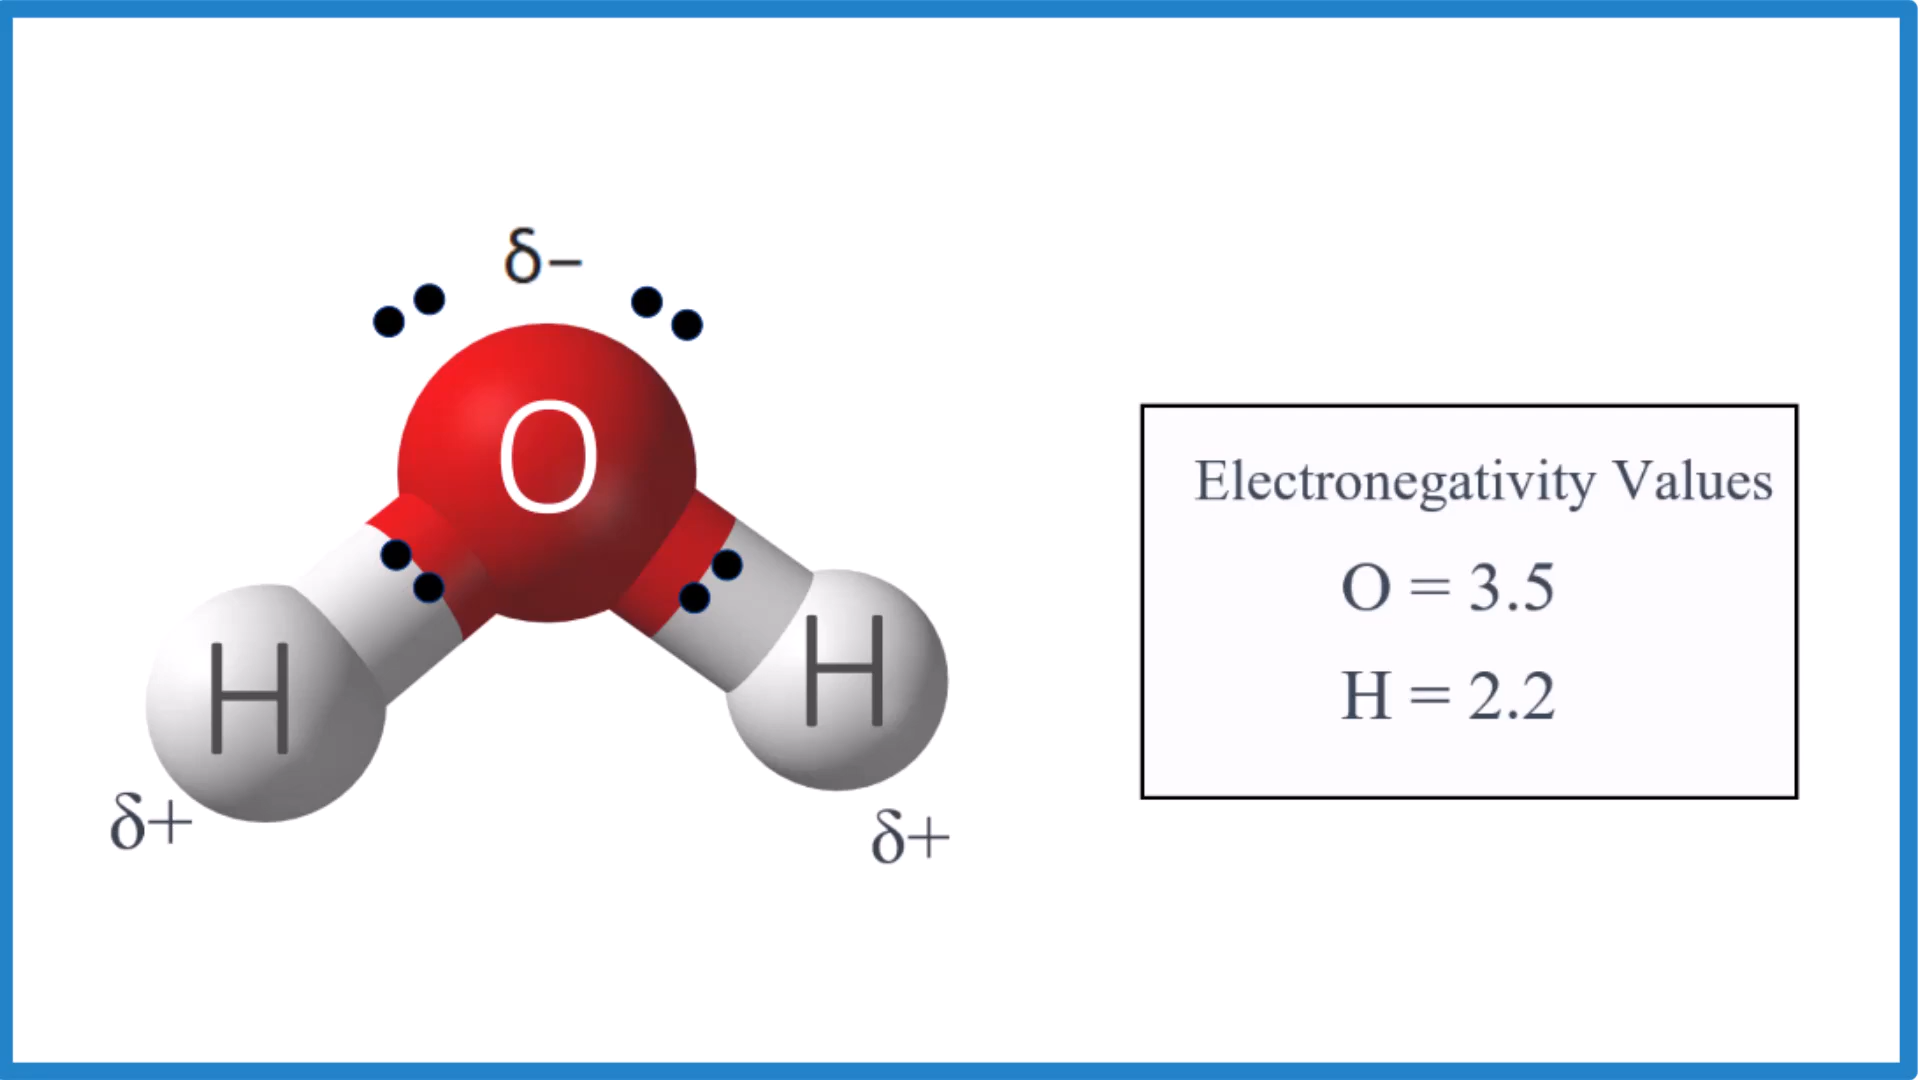 δ–
O
H
H
δ+
δ+
Electronegativity Values
O = 3.5
H = 2.2